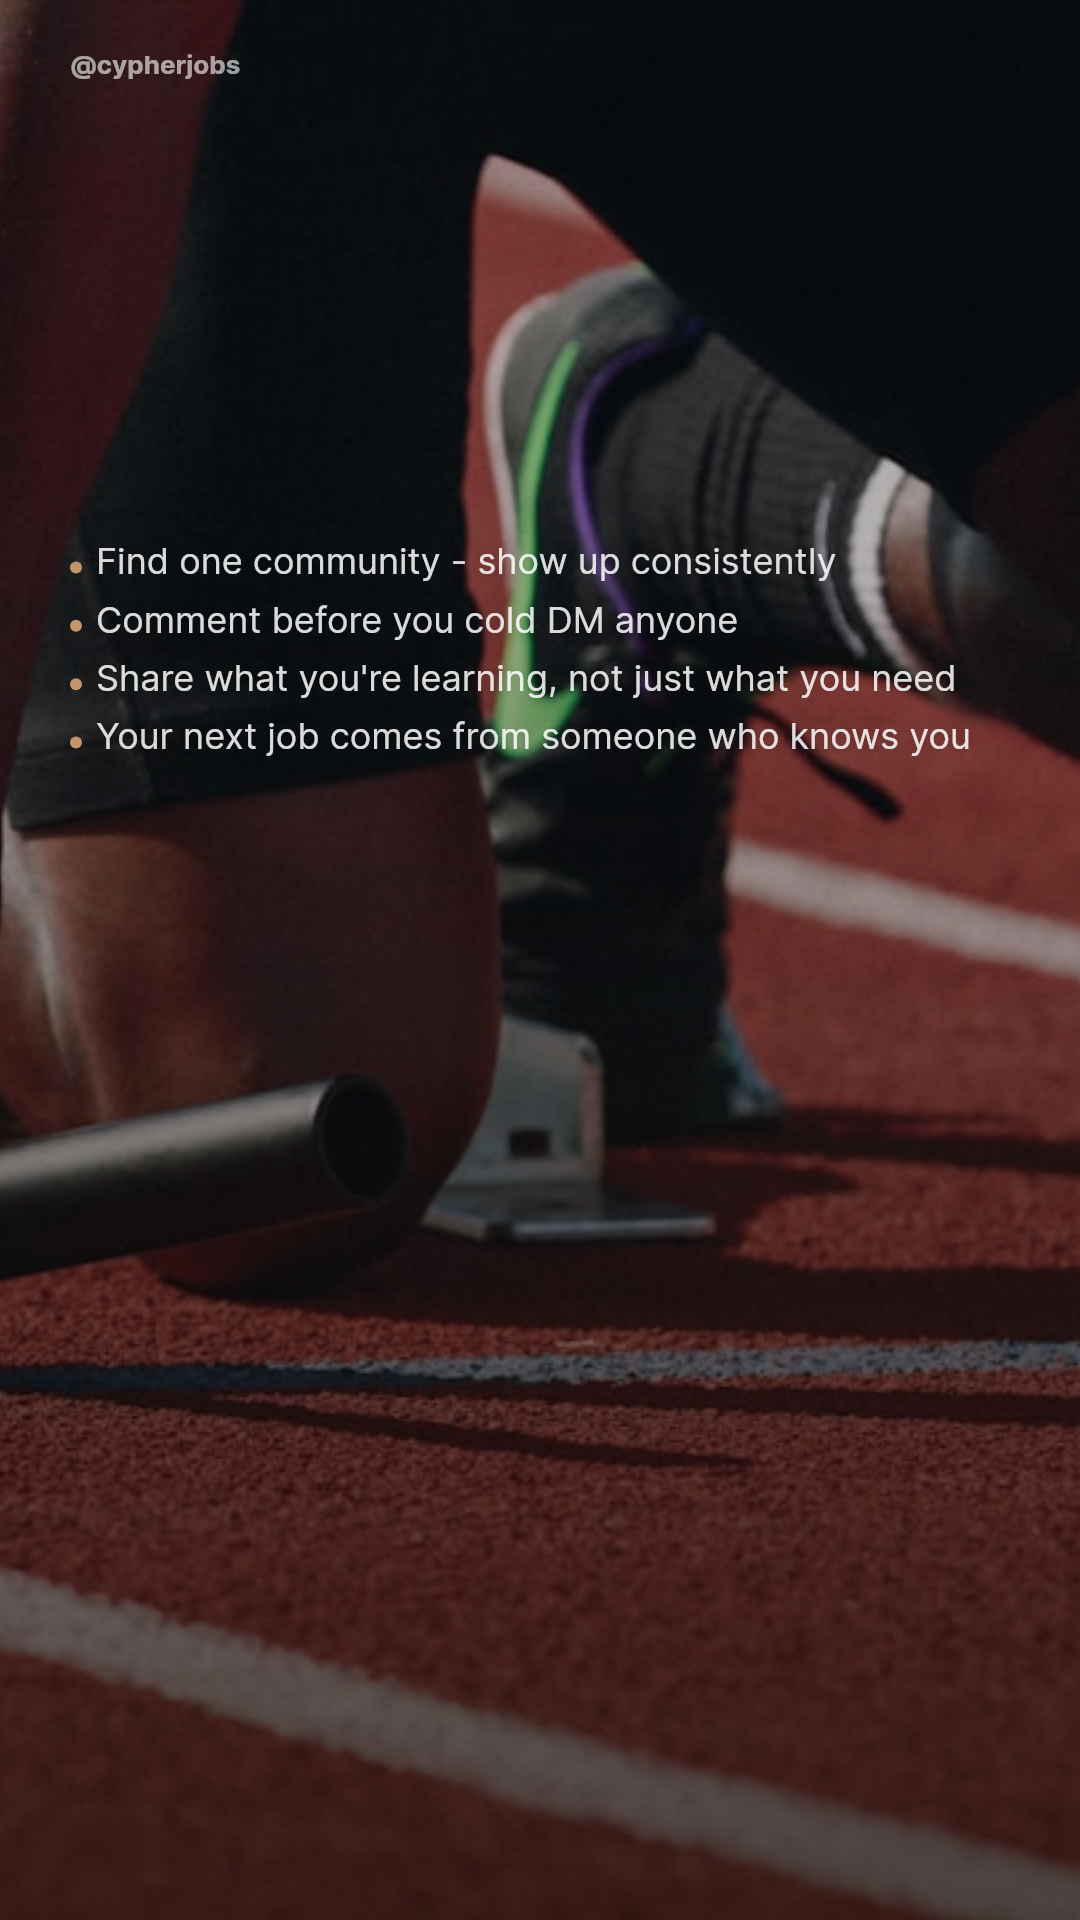 @cypherjobs
• Find one community - show up consistently
• Comment before you cold DM anyone
• Share what you're learning, not just what you need
• Your next job comes from someone who knows you